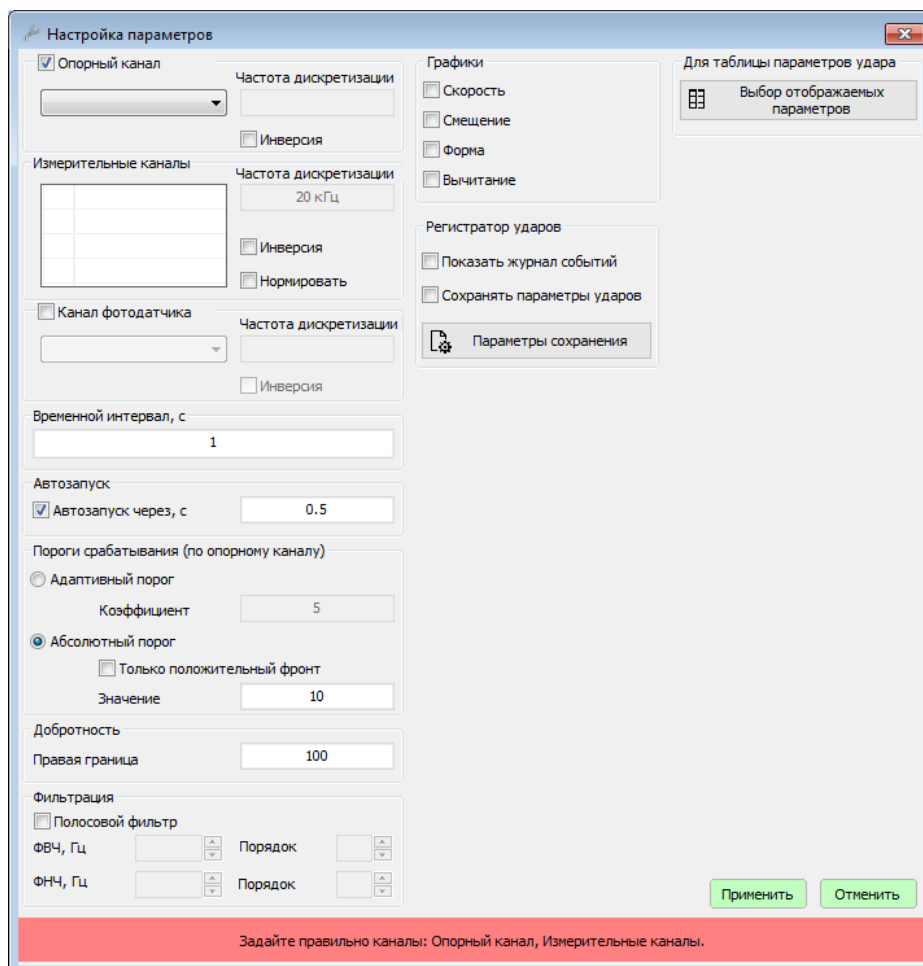 Настройка параметров
Опорный канал
Частота дискретизации
Инверсия
Измерительные каналы
Частота дискретизации
20 кГц
Инверсия
Нормировать
Канал фотодатчика
Частота дискретизации
Инверсия
Временной интервал, с
1
Автозапуск
Автозапуск через, с
0.5
Пороги срабатывания (по опорному каналу)
Адаптивный порог
Коэффициент
5
Абсолютный порог
Только положительный фронт
Значение
10
Добротность
Правая граница
100
Фильтрация
Полосовой фильтр
ФВЧ, Гц
Порядок
ФНЧ, Гц
Порядок
Графики
Скорость
Смещение
Форма
Вычитание
Регистратор ударов
Показать журнал событий
Сохранять параметры ударов
Параметры сохранения
Для таблицы параметров удара
Выбор отображаемых
параметров
Применить
Отменить
Задайте правильно каналы: Опорный канал, Измерительные каналы.